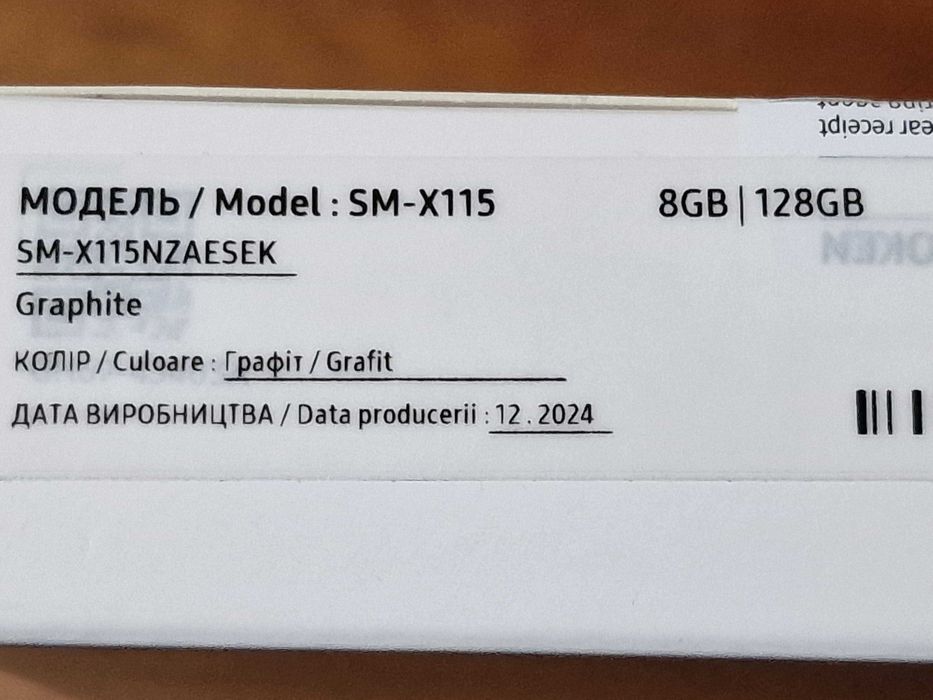 ear receipt
МОДЕЛЬ / Model : SM-X115 8GB | 128GB
SM-X115NZAESEK
Graphite
КОЛІР / Culoare : Графіт / Grafit
ДАТА ВИРОБНИЦТВА / Data producerii : 12 . 2024